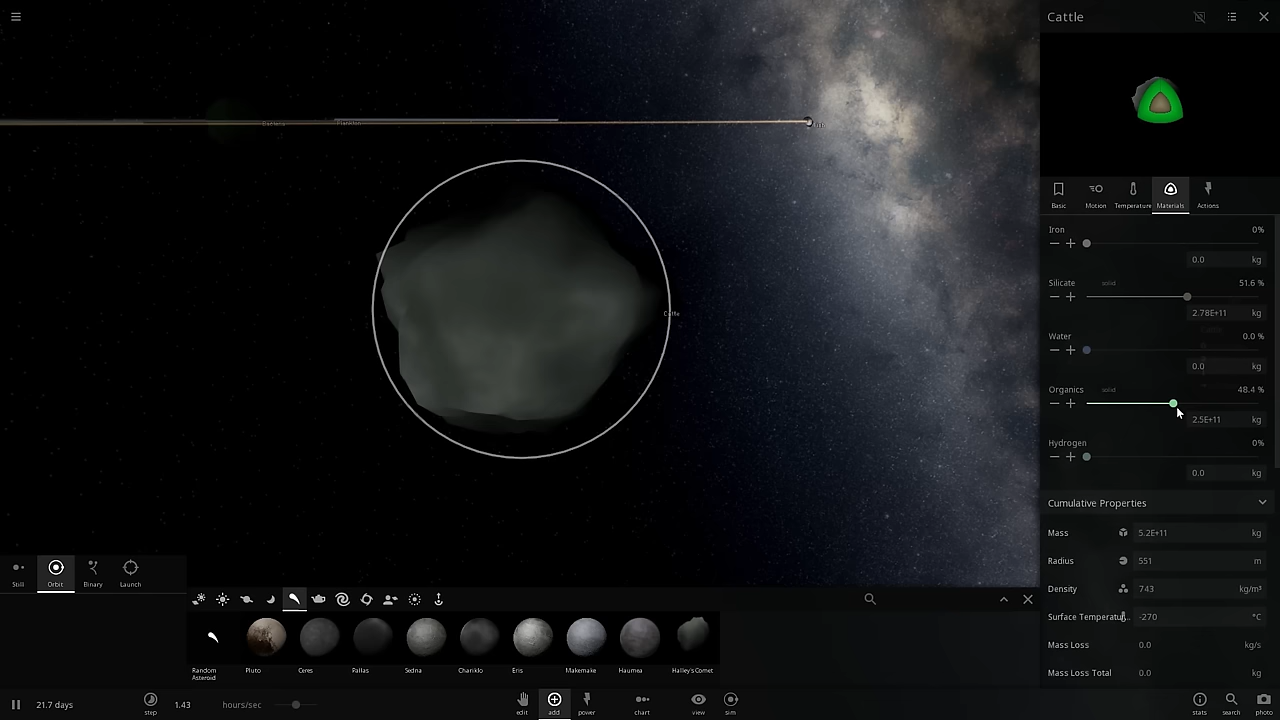 Cattle
Bacteria
Plankton
Fish
Cattle
Basic
Motion
Temperature
Materials
Actions
Iron 0%
0.0 kg
Silicate solid 51.6 %
2.78E+11 kg
Water 0.0 %
0.0 kg
Organics solid 48.4 %
2.5E+11 kg
Hydrogen 0%
0.0 kg
Cumulative Properties
Mass 5.2E+11 kg
Radius 551 m
Density 743 kg/m³
Surface Temperatu... -270 °C
Mass Loss 0.0 kg/s
Mass Loss Total 0.0 kg
Still
Orbit
Binary
Launch
Random
Asteroid
Pluto
Ceres
Pallas
Sedna
Chariklo
Eris
Makemake
Haumea
Halley's Comet
21.7 days
step
1.43 hours/sec
edit
add
power
chart
view
sim
stats
search
photo